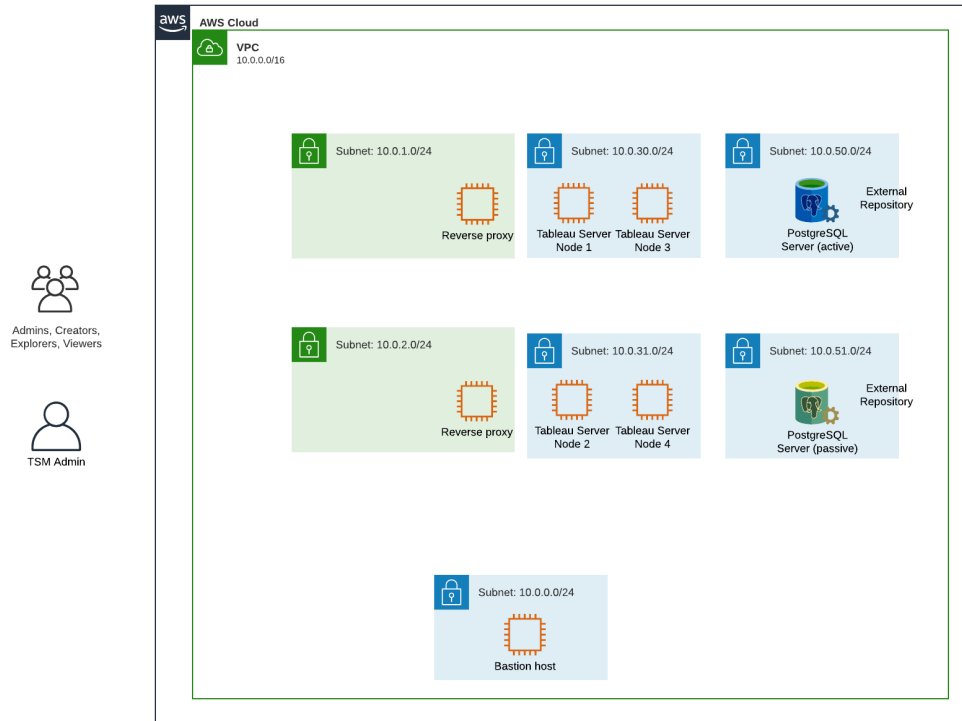 aws
AWS Cloud
VPC
10.0.0.0/16
Subnet: 10.0.1.0/24
Reverse proxy
Subnet: 10.0.30.0/24
Tableau Server
Node 1
Tableau Server
Node 3
Subnet: 10.0.50.0/24
External
Repository
PostgreSQL
Server (active)
Admins, Creators,
Explorers, Viewers
TSM Admin
Subnet: 10.0.2.0/24
Reverse proxy
Subnet: 10.0.31.0/24
Tableau Server
Node 2
Tableau Server
Node 4
Subnet: 10.0.51.0/24
External
Repository
PostgreSQL
Server (passive)
Subnet: 10.0.0.0/24
Bastion host